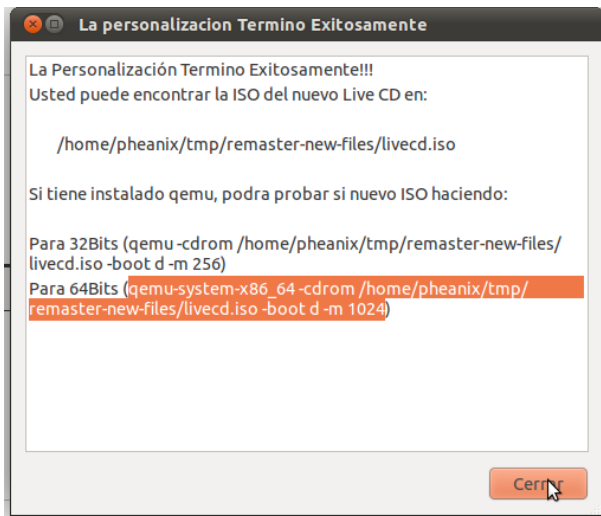 La personalizacion Termino Exitosamente
La Personalización Termino Exitosamente!!!
Usted puede encontrar la ISO del nuevo Live CD en:
/home/pheanix/tmp/remaster-new-files/livecd.iso
Si tiene instalado qemu, podra probar si nuevo ISO haciendo:
Para 32Bits (qemu -cdrom /home/pheanix/tmp/remaster-new-files/
livecd.iso -boot d -m 256)
Para 64Bits (qemu-system-x86_64 -cdrom /home/pheanix/tmp/
remaster-new-files/livecd.iso -boot d -m 1024)
Cerrar